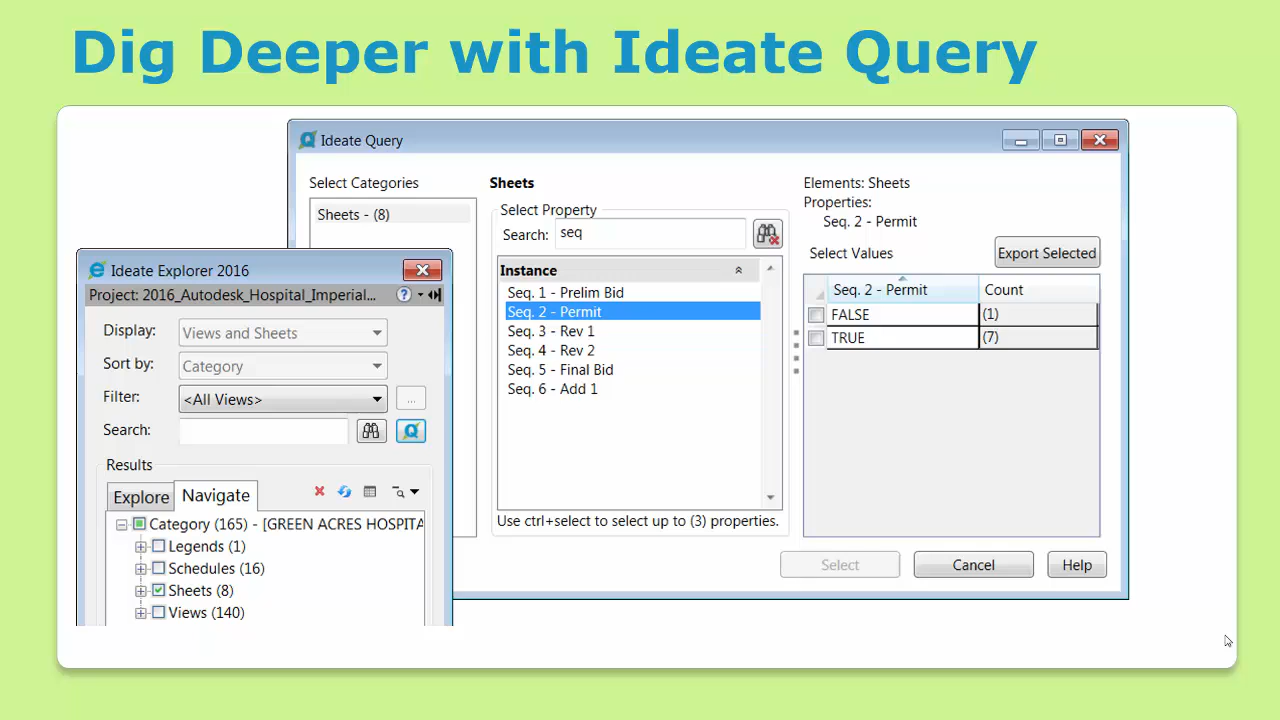 Dig Deeper with Ideate Query
Ideate Query
Select Categories
Sheets - (8)
Sheets
Select Property
Search: seq
Instance
Seq. 1 - Prelim Bid
Seq. 2 - Permit
Seq. 3 - Rev 1
Seq. 4 - Rev 2
Seq. 5 - Final Bid
Seq. 6 - Add 1
Use ctrl+select to select up to (3) properties.
Elements: Sheets
Properties:
Seq. 2 - Permit
Select Values
Export Selected
Seq. 2 - Permit Count
FALSE (1)
TRUE (7)
Select Cancel Help
Ideate Explorer 2016
Project: 2016_Autodesk_Hospital_Imperial...
Display: Views and Sheets
Sort by: Category
Filter: <All Views> ...
Search:
Results
Explore Navigate
Category (165) - [GREEN ACRES HOSPITA
Legends (1)
Schedules (16)
Sheets (8)
Views (140)